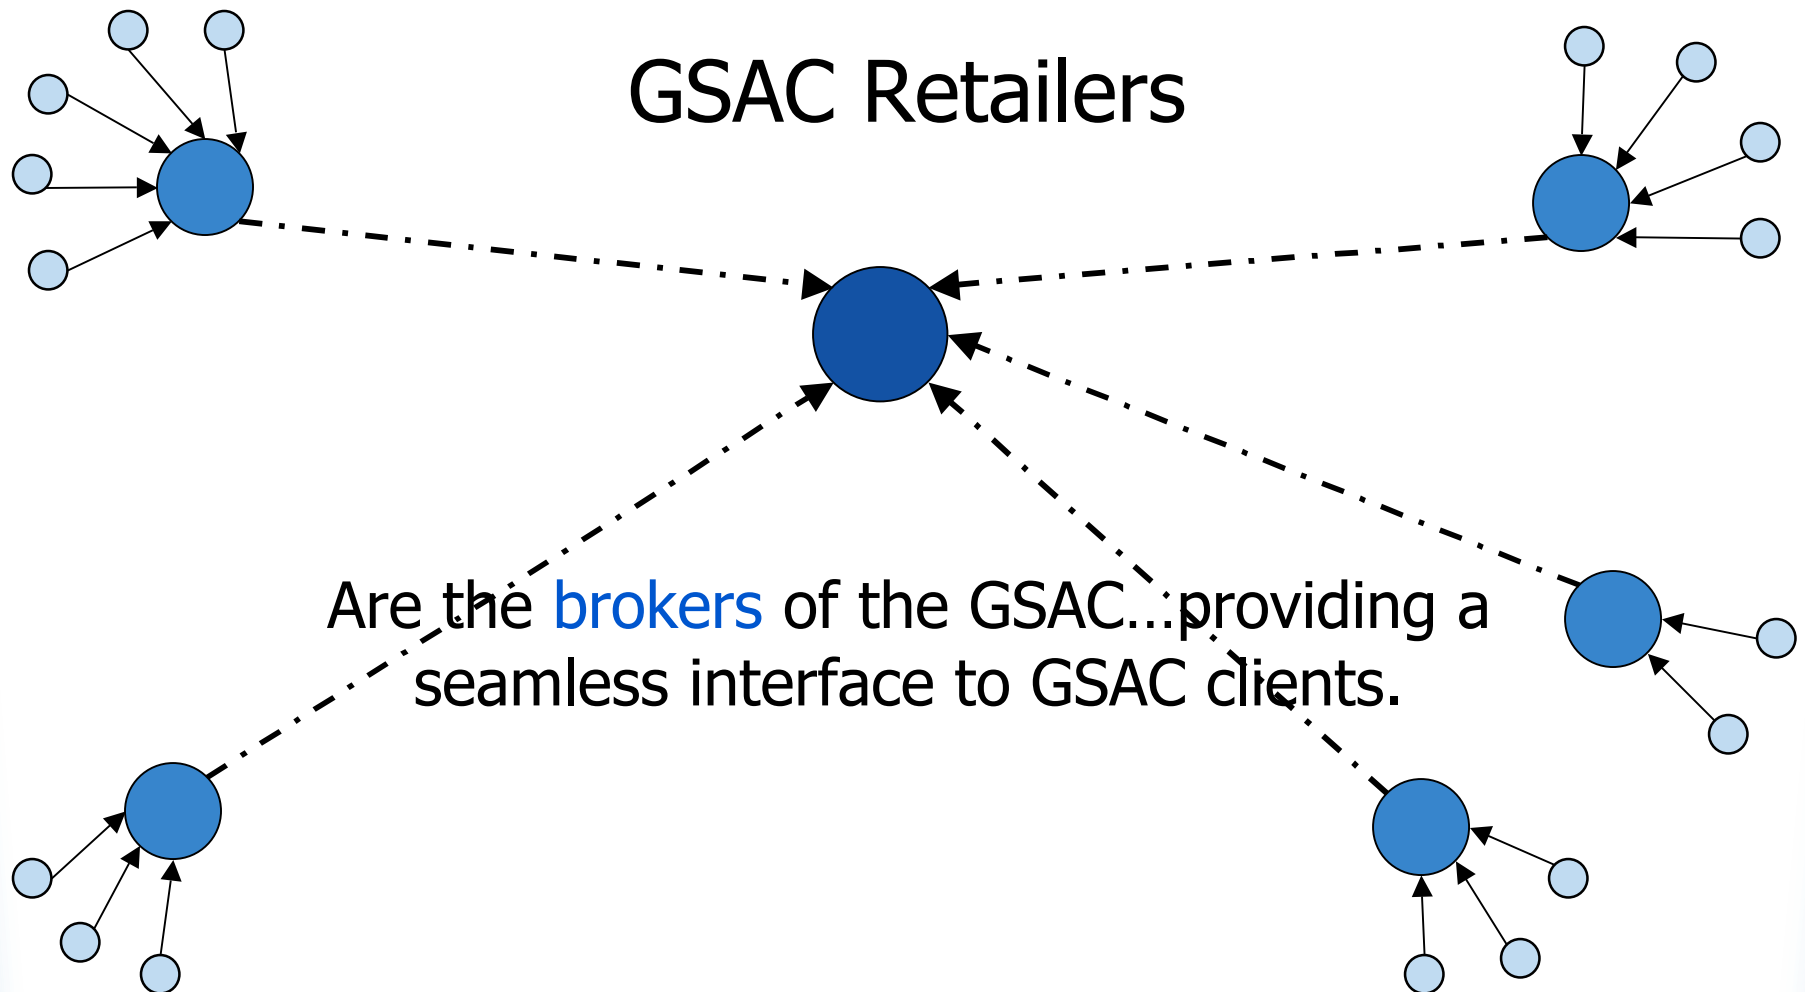 GSAC Retailers
Are the brokers of the GSAC...providing a
seamless interface to GSAC clients.